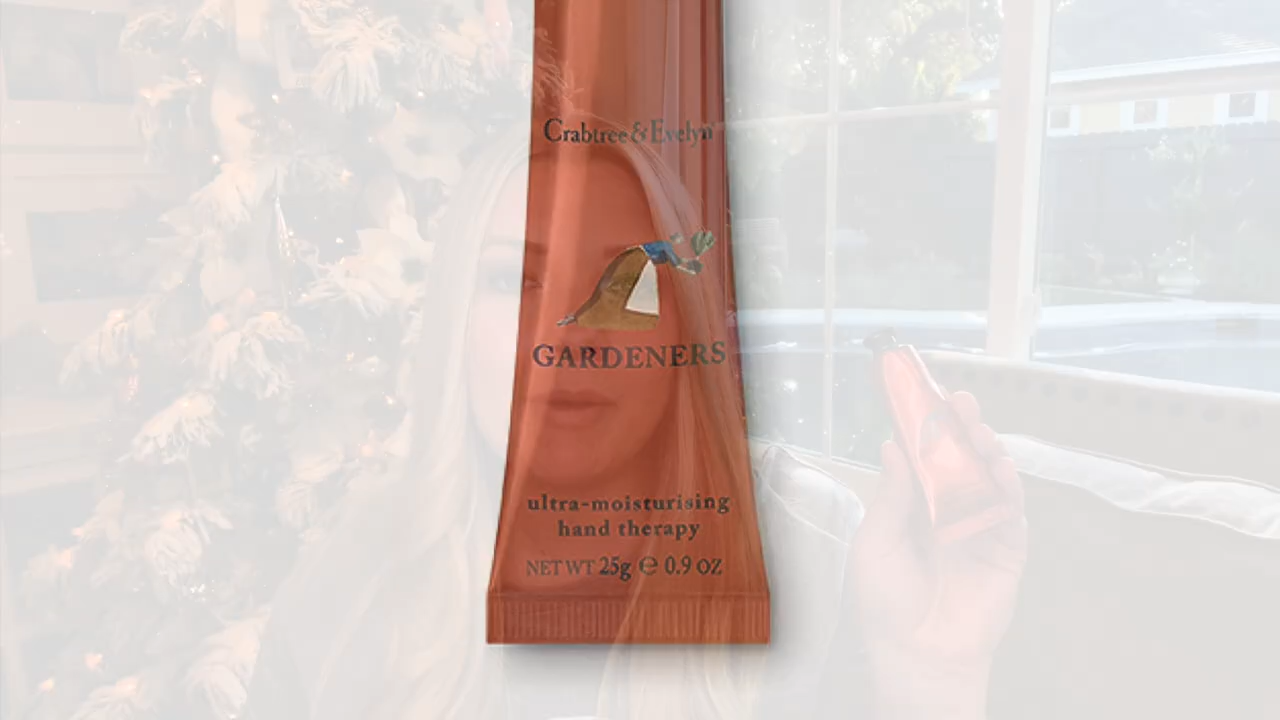 Crabtree & Evelyn
GARDENERS
ultra-moisturising
hand therapy
NET WT 25g ℮ 0.9 OZ